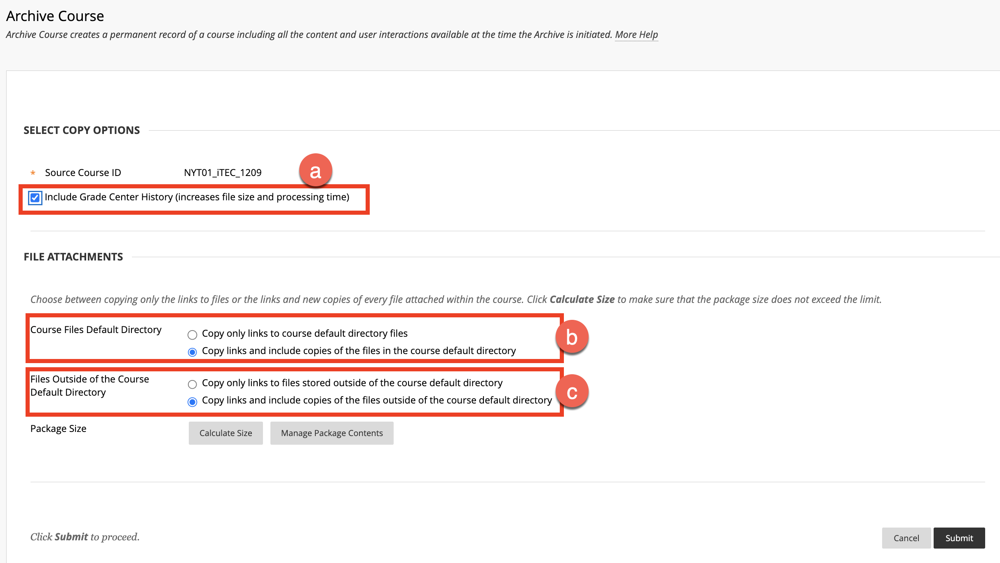 Archive Course
Archive Course creates a permanent record of a course including all the content and user interactions available at the time the Archive is initiated. More Help
SELECT COPY OPTIONS
* Source Course ID NYT01_iTEC_1209
a
Include Grade Center History (increases file size and processing time)
FILE ATTACHMENTS
Choose between copying only the links to files or the links and new copies of every file attached within the course. Click Calculate Size to make sure that the package size does not exceed the limit.
Course Files Default Directory
Copy only links to course default directory files
Copy links and include copies of the files in the course default directory
b
Files Outside of the Course
Default Directory
Copy only links to files stored outside of the course default directory
Copy links and include copies of the files outside of the course default directory
c
Package Size
Calculate Size
Manage Package Contents
Click Submit to proceed.
Cancel
Submit